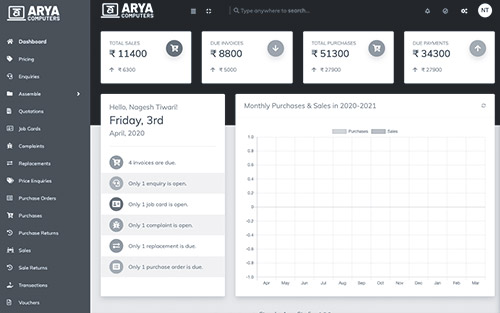 ARYA
COMPUTERS
ARYA
COMPUTERS
Type anywhere to search...
NT
Dashboard
Pricing
Enquiries
Assemble
Quotations
Job Cards
Complaints
Replacements
Price Enquiries
Purchase Orders
Purchases
Purchase Returns
Sales
Sale Returns
Transactions
Vouchers
TOTAL SALES
₹ 11400
₹ 6300
DUE INVOICES
₹ 8800
₹ 5000
TOTAL PURCHASES
₹ 51300
₹ 27900
DUE PAYMENTS
₹ 34300
₹ 27900
Hello, Nagesh Tiwari!
Friday, 3rd
April, 2020
4 invoices are due.
Only 1 enquiry is open.
Only 1 job card is open.
Only 1 complaint is open.
Only 1 replacement is due.
Only 1 purchase order is due.
Monthly Purchases & Sales in 2020-2021
Purchases Sales
1.0
0.8
0.6
0.4
0.2
0
-0.2
-0.4
-0.6
-0.8
-1.0
Apr May Jun Jul Aug Sep Oct Nov Dec Jan Feb Mar